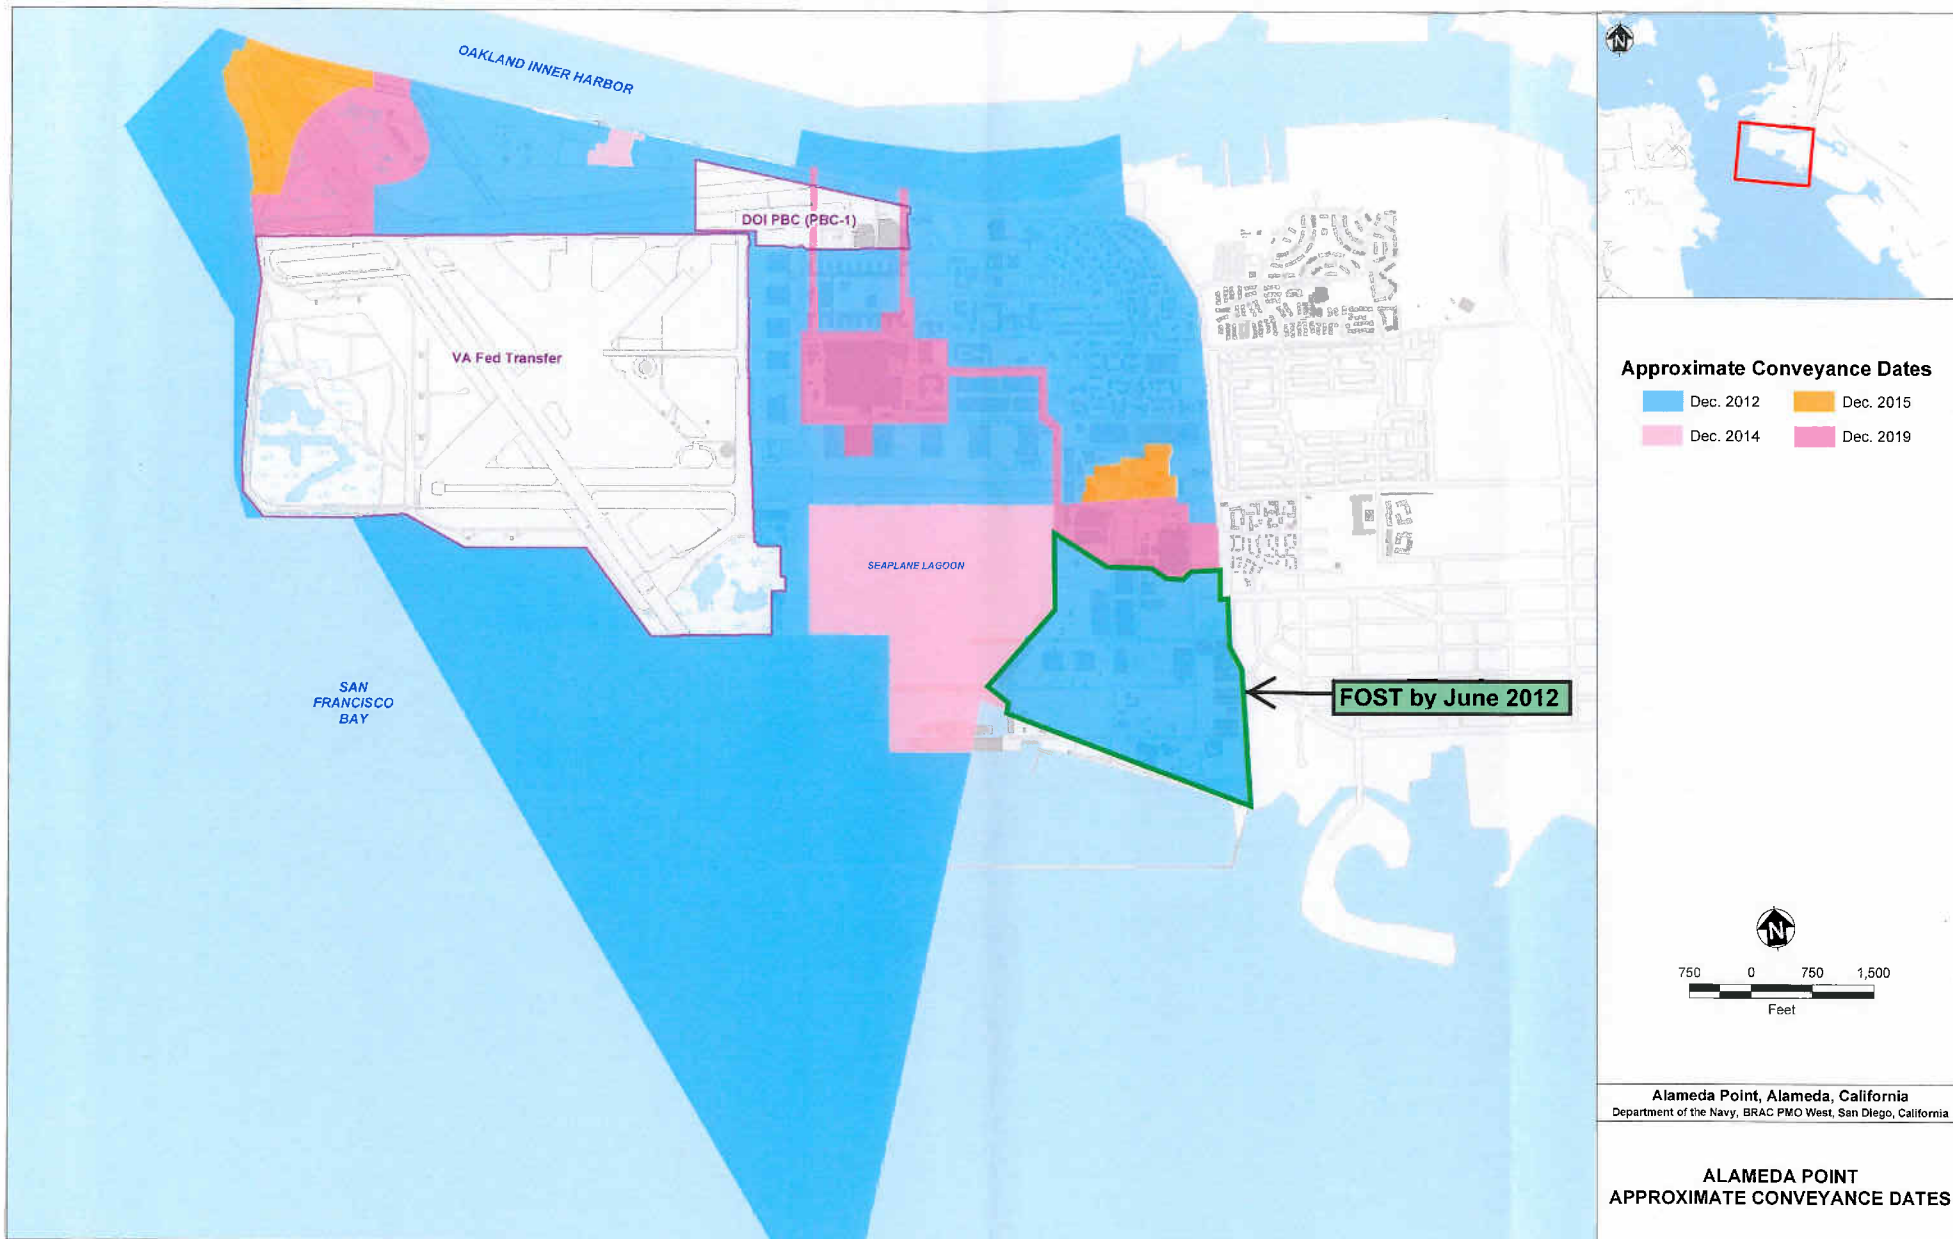 OAKLAND INNER HARBOR
DOI PBC (PBC-1)
VA Fed Transfer
SEAPLANE LAGOON
SAN
FRANCISCO
BAY
FOST by June 2012
N
Approximate Conveyance Dates
Dec. 2012
Dec. 2015
Dec. 2014
Dec. 2019
N
750 0 750 1,500
Feet
Alameda Point, Alameda, California
Department of the Navy, BRAC PMO West, San Diego, California
ALAMEDA POINT
APPROXIMATE CONVEYANCE DATES